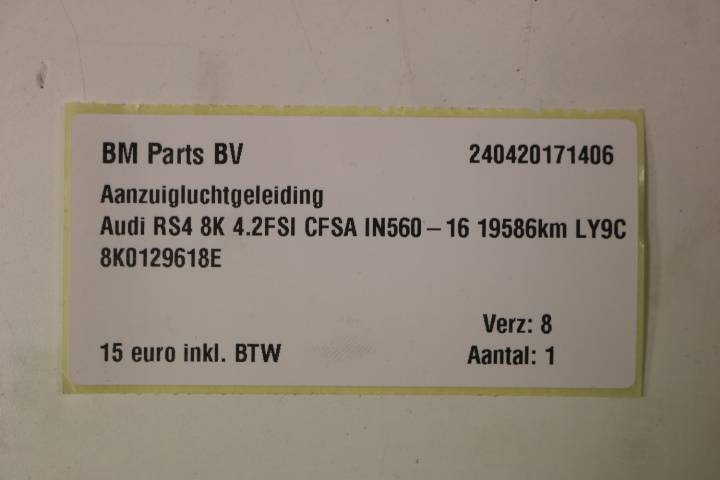 BM Parts BV 240420171406
Aanzuigluchtgeleiding
Audi RS4 8K 4.2FSI CFSA IN560-16 19586km LY9C
8K0129618E
Verz: 8
15 euro inkl. BTW Aantal: 1